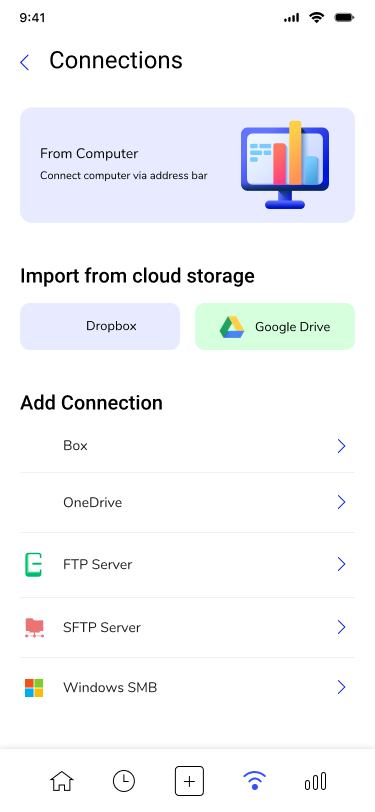 9:41
Connections
From Computer
Connect computer via address bar
Import from cloud storage
Dropbox
Google Drive
Add Connection
Box
OneDrive
FTP Server
SFTP Server
Windows SMB